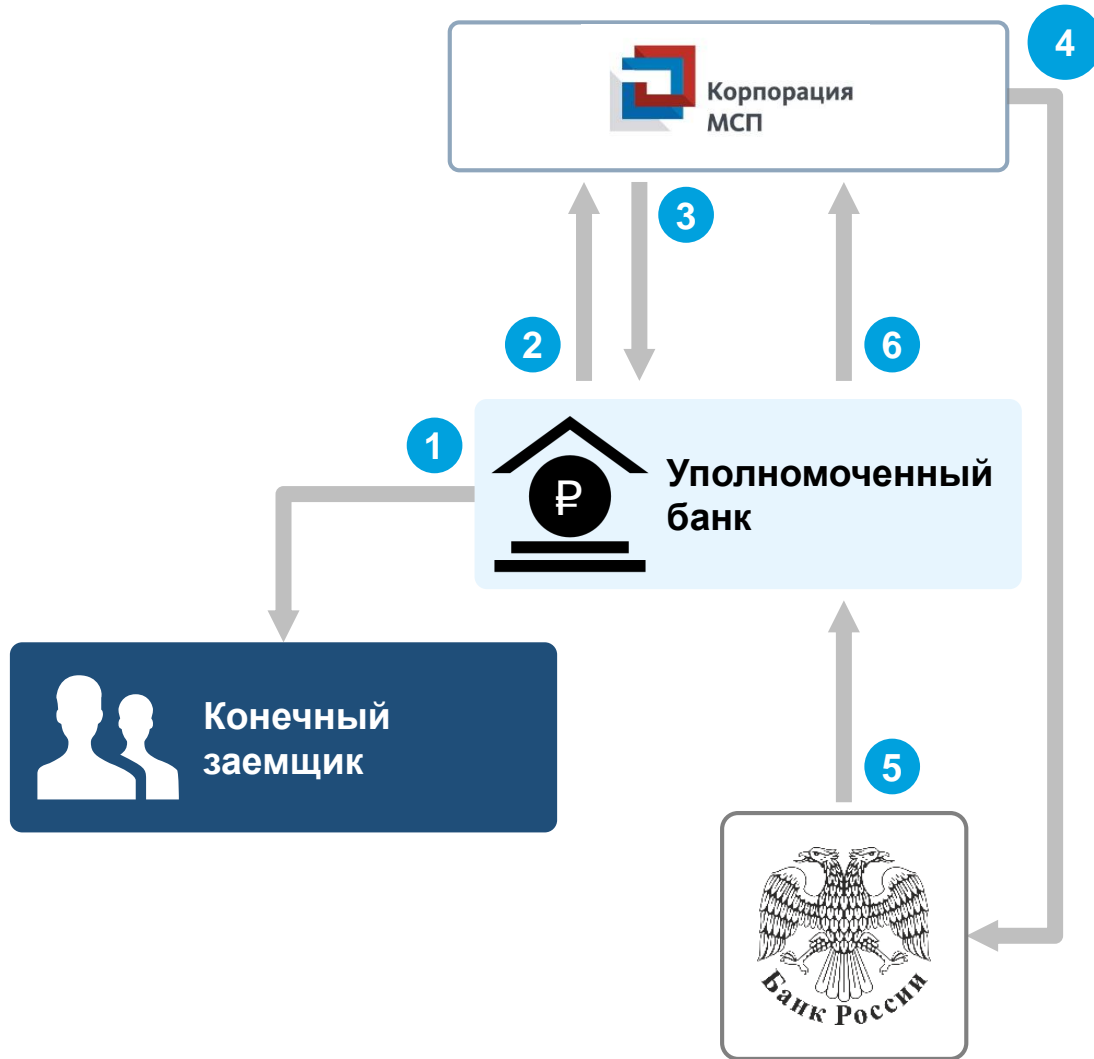 4
Корпорация
МСП
3
2
6
1
₽
Уполномоченный
банк
Конечный
заемщик
5
Банк России